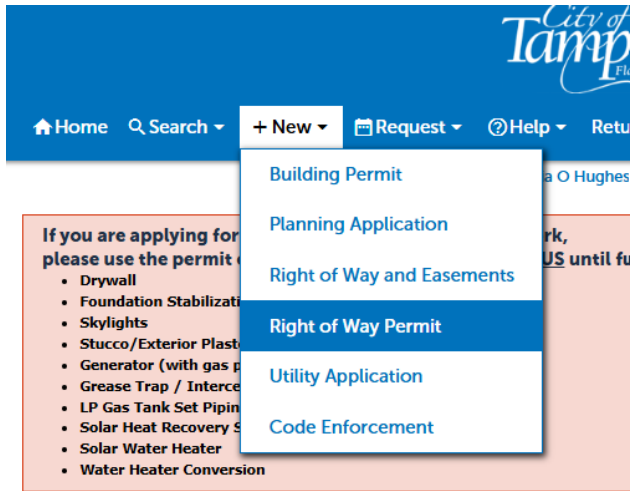 City of
Tamp
Home Search + New Request Help Retu
Building Permit
a O Hughes
Planning Application
Right of Way and Easements
Right of Way Permit
Utility Application
Code Enforcement
If you are applying for rk,
please use the permit US until fu
• Drywall
• Foundation Stabilizati
• Skylights
• Stucco/Exterior Plast
• Generator (with gas p
• Grease Trap / Interce
• LP Gas Tank Set Pipin
• Solar Heat Recovery S
• Solar Water Heater
• Water Heater Conversion